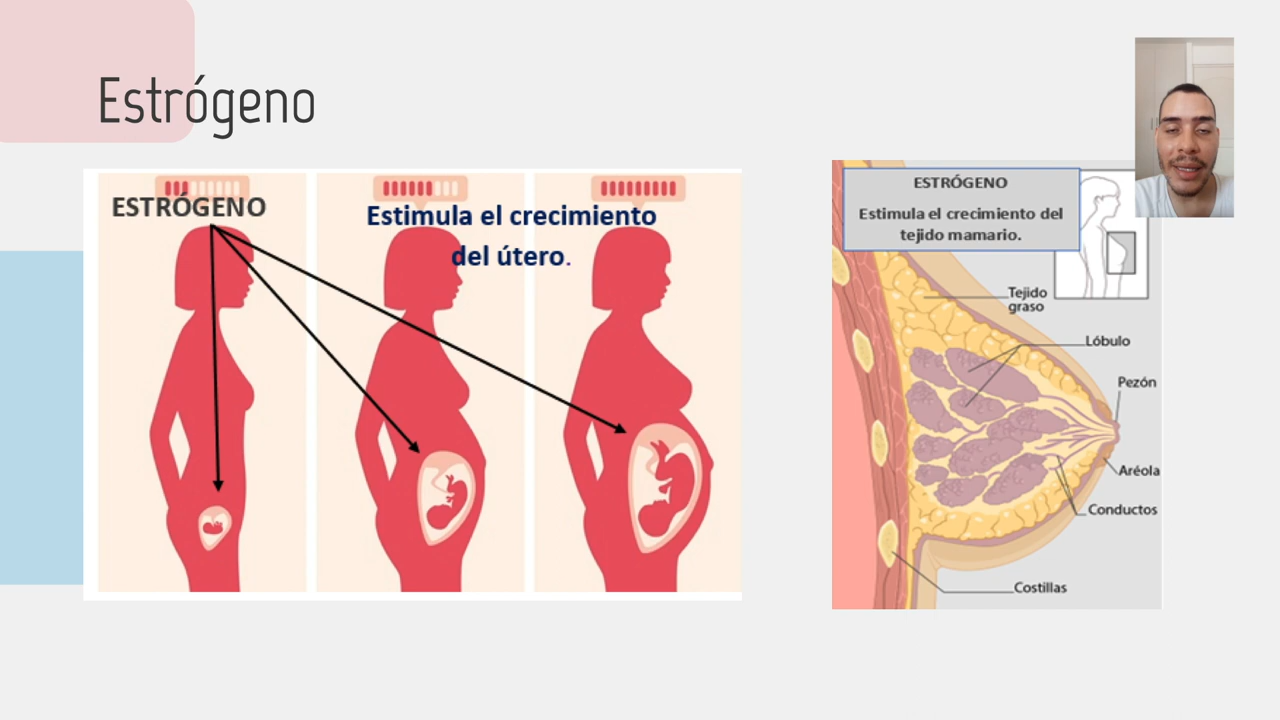 Estrógeno
ESTRÓGENO
Estimula el crecimiento
del útero.
ESTRÓGENO
Estimula el crecimiento del
tejido mamario.
Tejido
graso
Lóbulo
Pezón
Aréola
Conductos
Costillas